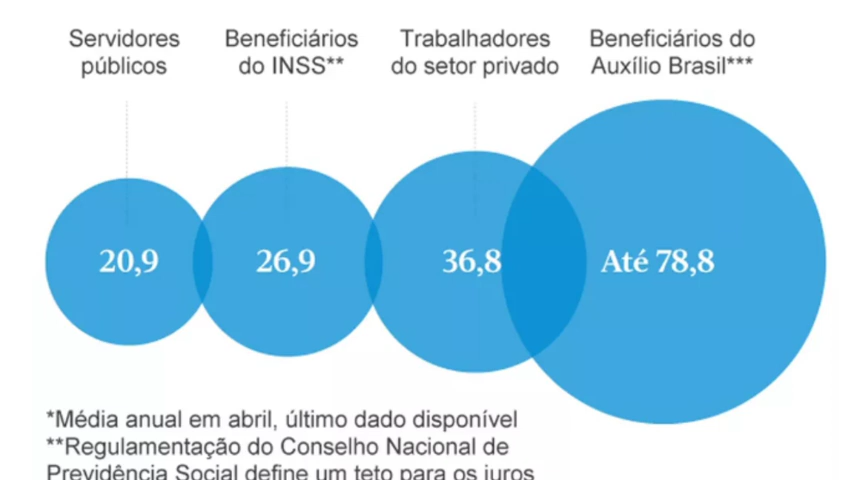 Servidores
públicos
Beneficiários
do INSS**
Trabalhadores
do setor privado
Beneficiários do
Auxílio Brasil***
20,9
26,9
36,8
Até 78,8
*Média anual em abril, último dado disponível
**Regulamentação do Conselho Nacional de
Previdência Social define um teto para os juros